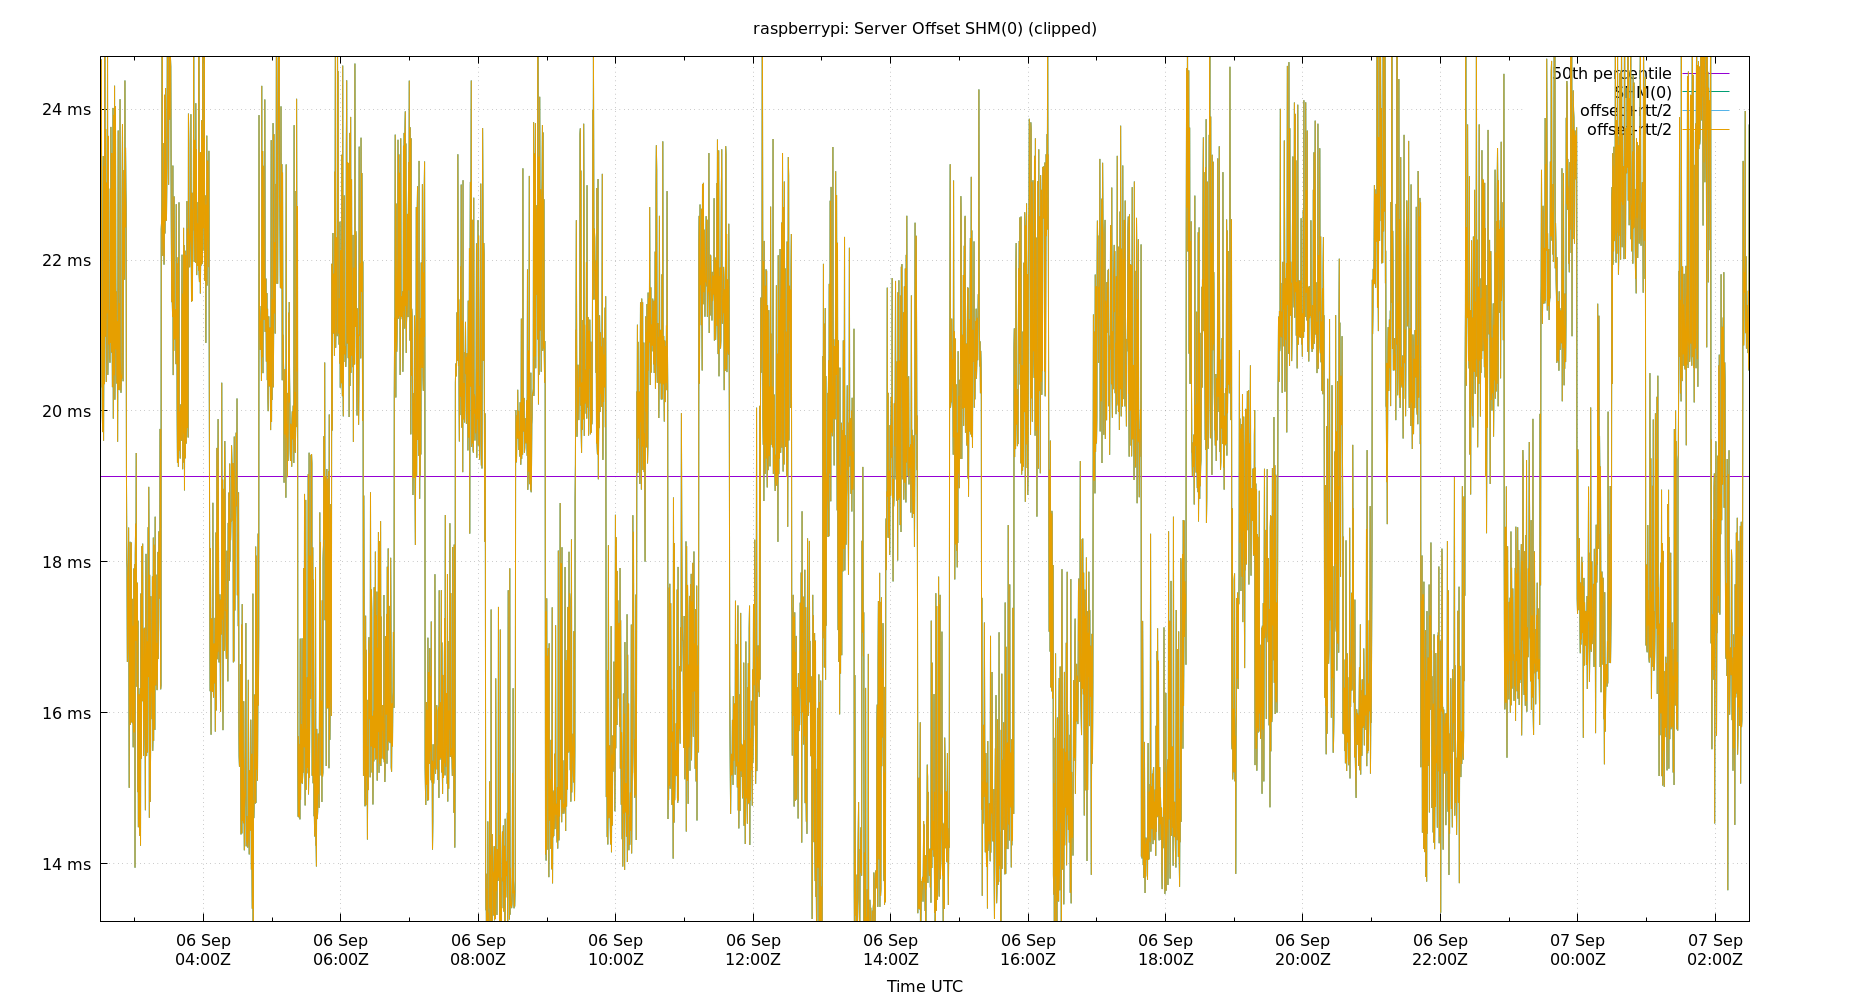 raspberrypi: Server Offset SHM(0) (clipped)
50th percentile
SHM(0)
offset+rtt/2
offset-rtt/2
24 ms
22 ms
20 ms
18 ms
16 ms
14 ms
06 Sep 06 Sep 06 Sep 06 Sep 06 Sep 06 Sep 06 Sep 06 Sep 06 Sep 06 Sep 07 Sep 07 Sep
04:00Z 06:00Z 08:00Z 10:00Z 12:00Z 14:00Z 16:00Z 18:00Z 20:00Z 22:00Z 00:00Z 02:00Z
Time UTC